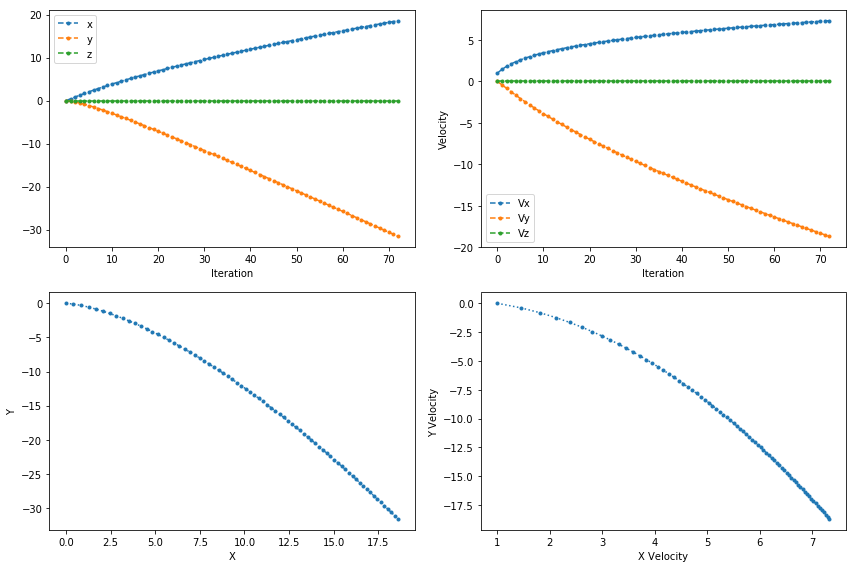 20
10
0
−10
−20
−30
x
y
z
0 10 20 30 40 50 60 70
Iteration
5
0
−5
−10
−15
−20
Velocity
Vx
Vy
Vz
0 10 20 30 40 50 60 70
Iteration
0
−5
−10
−15
−20
−25
−30
Y
0.0 2.5 5.0 7.5 10.0 12.5 15.0 17.5
X
0.0
−2.5
−5.0
−7.5
−10.0
−12.5
−15.0
−17.5
Y Velocity
1 2 3 4 5 6 7
X Velocity